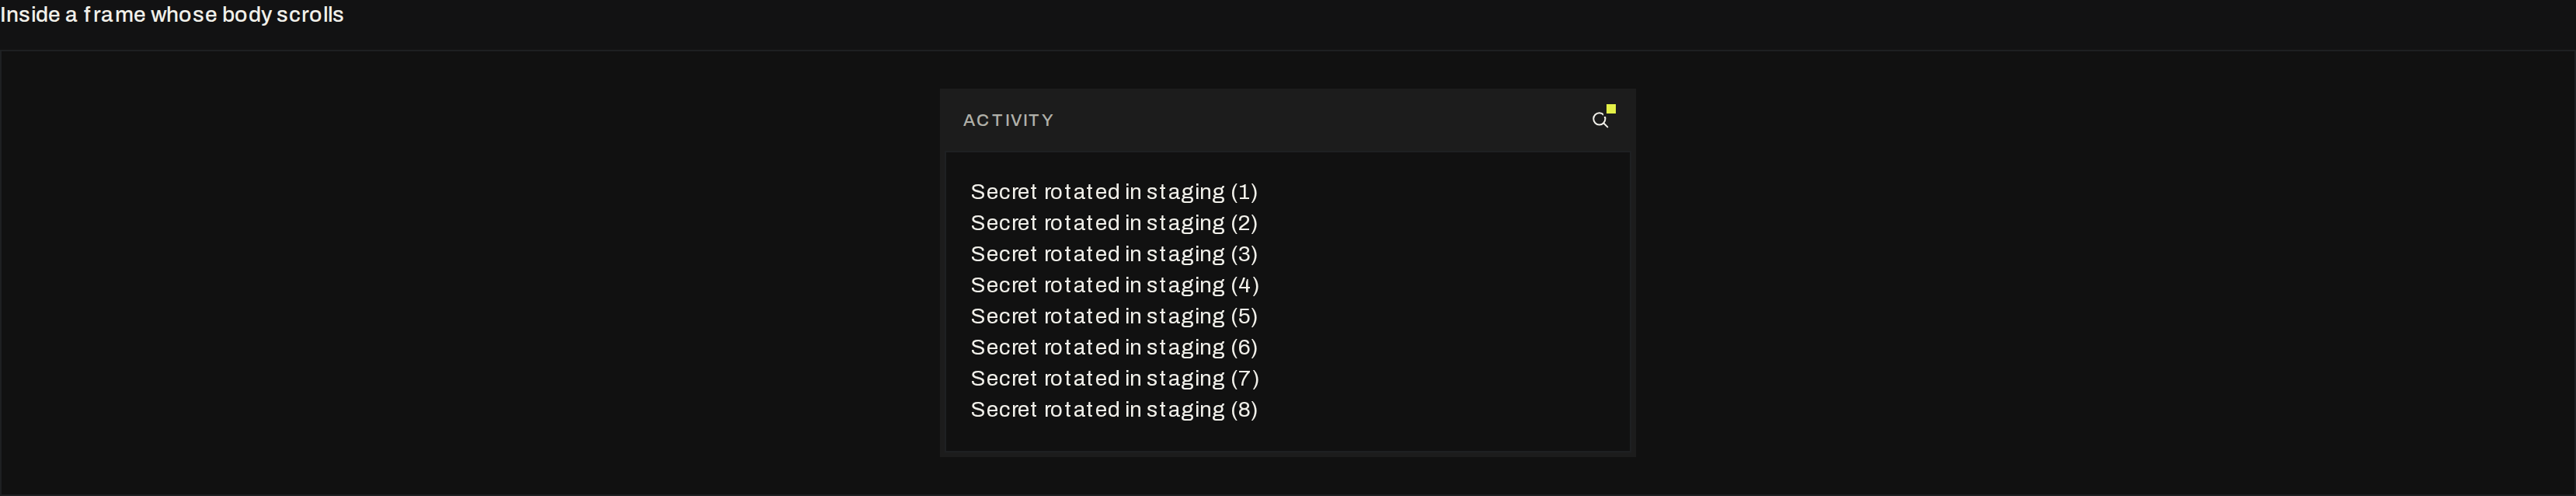 Inside a frame whose body scrolls
ACTIVITY
Secret rotated in staging (1)
Secret rotated in staging (2)
Secret rotated in staging (3)
Secret rotated in staging (4)
Secret rotated in staging (5)
Secret rotated in staging (6)
Secret rotated in staging (7)
Secret rotated in staging (8)